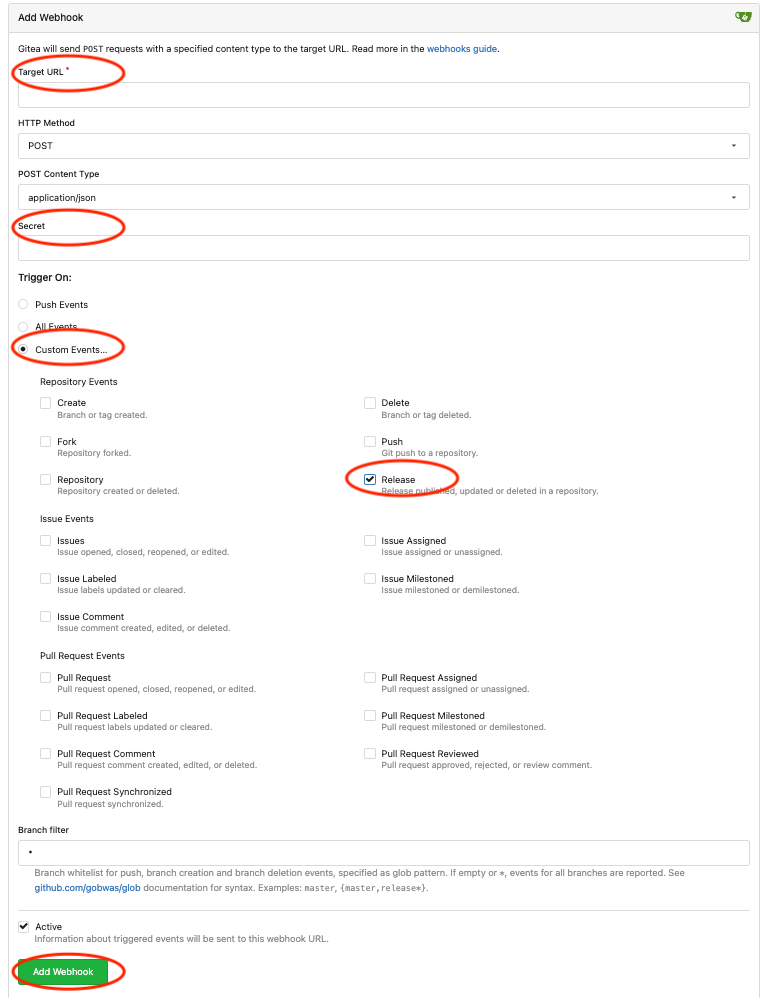 Add Webhook
Gitea will send POST requests with a specified content type to the target URL. Read more in the webhooks guide.
Target URL *
HTTP Method
POST
POST Content Type
application/json
Secret
Trigger On:
Push Events
All Events
Custom Events...
Repository Events
Create
Branch or tag created.
Delete
Branch or tag deleted.
Fork
Repository forked.
Push
Git push to a repository.
Repository
Repository created or deleted.
Release
Release published, updated or deleted in a repository.
Issue Events
Issues
Issue opened, closed, reopened, or edited.
Issue Assigned
Issue assigned or unassigned.
Issue Labeled
Issue labels updated or cleared.
Issue Milestoned
Issue milestoned or demilestoned.
Issue Comment
Issue comment created, edited, or deleted.
Pull Request Events
Pull Request
Pull request opened, closed, reopened, or edited.
Pull Request Assigned
Pull request assigned or unassigned.
Pull Request Labeled
Pull request labels updated or cleared.
Pull Request Milestoned
Pull request milestoned or demilestoned.
Pull Request Comment
Pull request comment created, edited, or deleted.
Pull Request Reviewed
Pull request approved, rejected, or review comment.
Pull Request Synchronized
Pull request synchronized.
Branch filter
*
Branch whitelist for push, branch creation and branch deletion events, specified as glob pattern. If empty or *, events for all branches are reported. See
github.com/gobwas/glob documentation for syntax. Examples: master, {master,release*}.
Active
Information about triggered events will be sent to this webhook URL.
Add Webhook